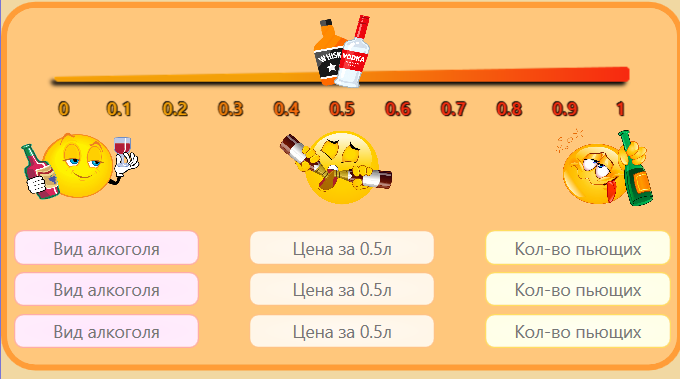 WHISK
VODKA
0 0.1 0.2 0.3 0.4 0.5 0.6 0.7 0.8 0.9 1
Вид алкоголя Цена за 0.5л Кол-во пьющих
Вид алкоголя Цена за 0.5л Кол-во пьющих
Вид алкоголя Цена за 0.5л Кол-во пьющих